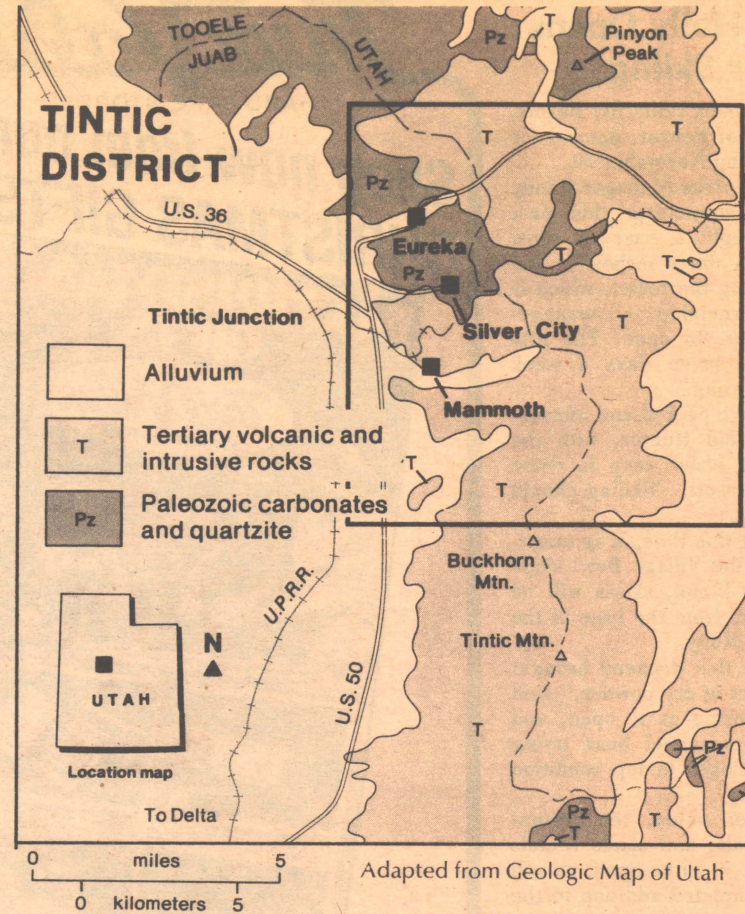 TOOELE
JUAB
UTAH
Pz
T
Pinyon
Peak
TINTIC
DISTRICT
T
T
Pz
U.S. 36
Eureka
Pz
T
T
Tintic Junction
Silver City
T
Mammoth
Alluvium
T
Tertiary volcanic and
intrusive rocks
Pz
Paleozoic carbonates
and quartzite
T
T
Buckhorn
Mtn.
Tintic Mtn.
U.P.R.R.
U.S. 50
N
UTAH
Location map
To Delta
T
T
Pz
Pz
T
T
0 miles 5
0 kilometers 5
Adapted from Geologic Map of Utah